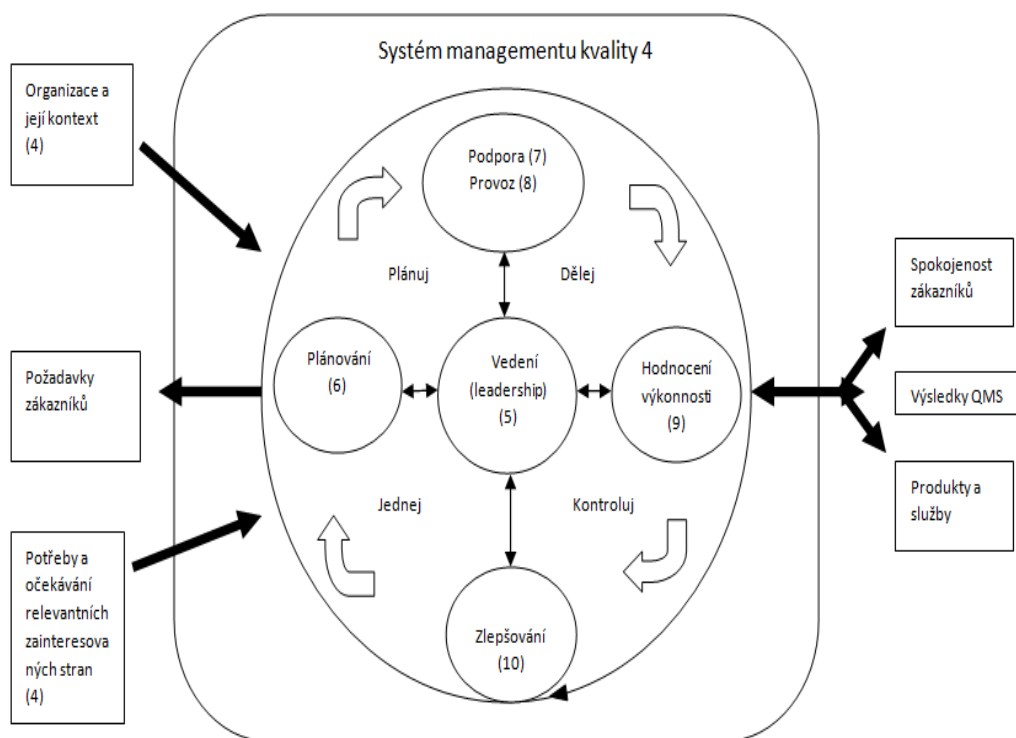 Systém managementu kvality 4
Organizace a
její kontext
(4)
Požadavky
zákazníků
Potřeby a
očekávání
relevantních
zainteresova
ných stran
(4)
Podpora (7)
Provoz (8)
Plánuj
Dělej
Plánování
(6)
Vedení
(leadership)
(5)
Hodnocení
výkonnosti
(9)
Jednej
Kontroluj
Zlepšování
(10)
Spokojenost
zákazníků
Výsledky QMS
Produkty a
služby